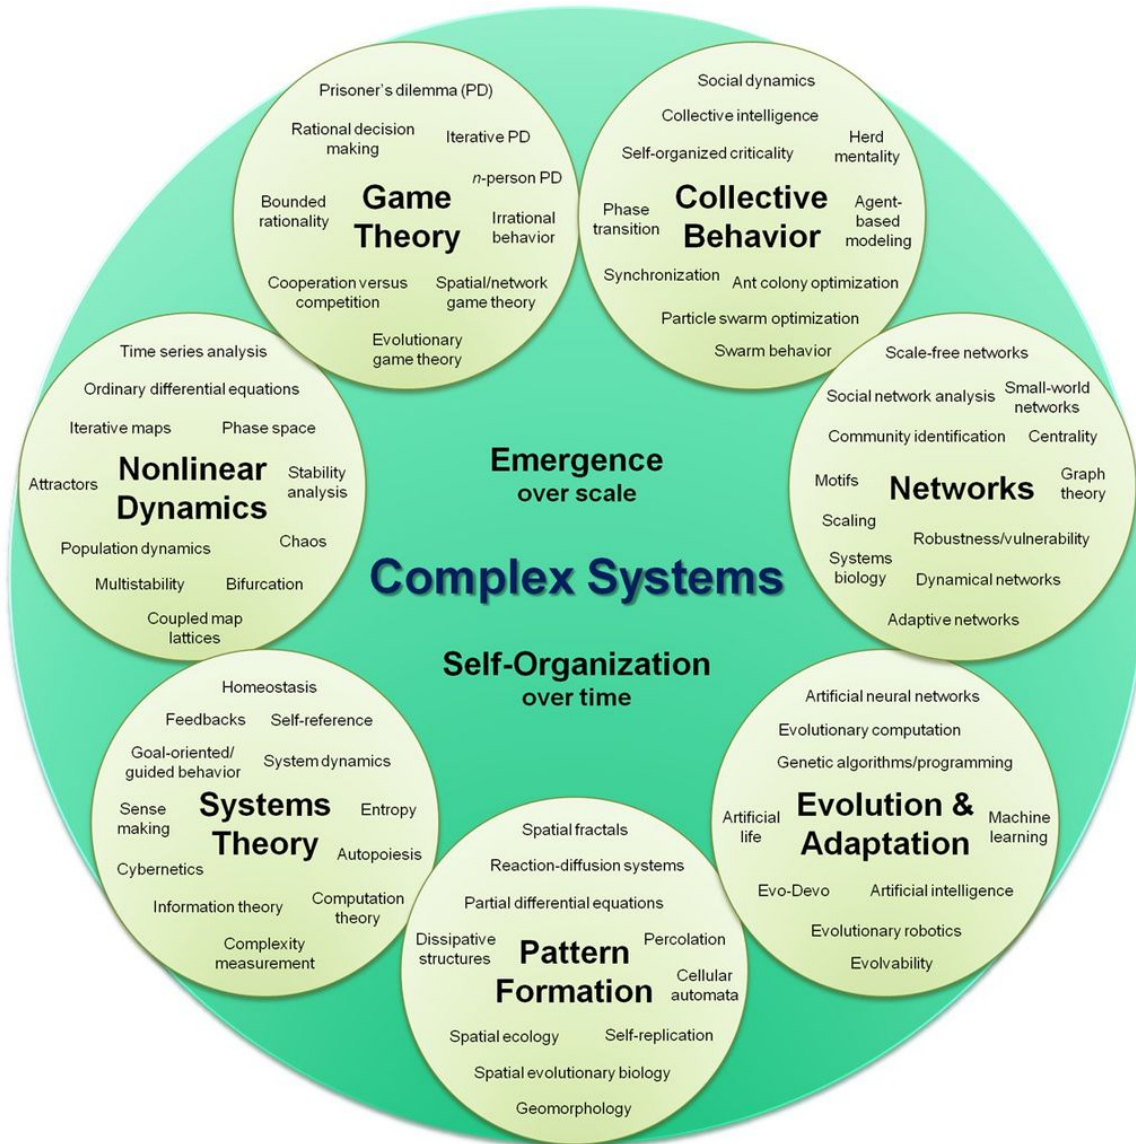 Prisoner's dilemma (PD)
Rational decision
making
Iterative PD
n-person PD
Bounded
rationality
Game
Theory
Irrational
behavior
Cooperation versus
competition
Spatial/network
game theory
Evolutionary
game theory
Social dynamics
Collective intelligence
Herd
mentality
Self-organized criticality
Phase
transition
Collective
Behavior
Agent-
based
modeling
Synchronization
Ant colony optimization
Particle swarm optimization
Swarm behavior
Time series analysis
Ordinary differential equations
Iterative maps
Phase space
Attractors
Nonlinear
Dynamics
Stability
analysis
Population dynamics
Chaos
Multistability
Bifurcation
Coupled map
lattices
Emergence
over scale
Complex Systems
Self-Organization
over time
Scale-free networks
Social network analysis
Small-world
networks
Community identification
Centrality
Motifs
Networks
Graph
theory
Scaling
Robustness/vulnerability
Systems
biology
Dynamical networks
Adaptive networks
Homeostasis
Feedbacks
Self-reference
Goal-oriented/
guided behavior
System dynamics
Sense
making
Systems
Theory
Entropy
Autopoiesis
Cybernetics
Information theory
Computation
theory
Complexity
measurement
Spatial fractals
Reaction-diffusion systems
Partial differential equations
Dissipative
structures
Pattern
Formation
Percolation
Cellular
automata
Spatial ecology
Self-replication
Spatial evolutionary biology
Geomorphology
Artificial neural networks
Evolutionary computation
Genetic algorithms/programming
Artificial
life
Evolution &
Adaptation
Machine
learning
Evo-Devo
Artificial intelligence
Evolutionary robotics
Evolvability